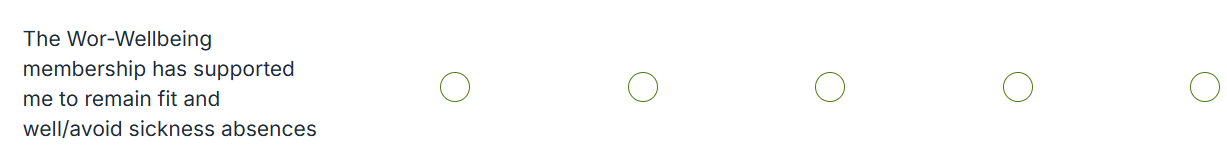 The Wor-Wellbeing
membership has supported
me to remain fit and
well/avoid sickness absences